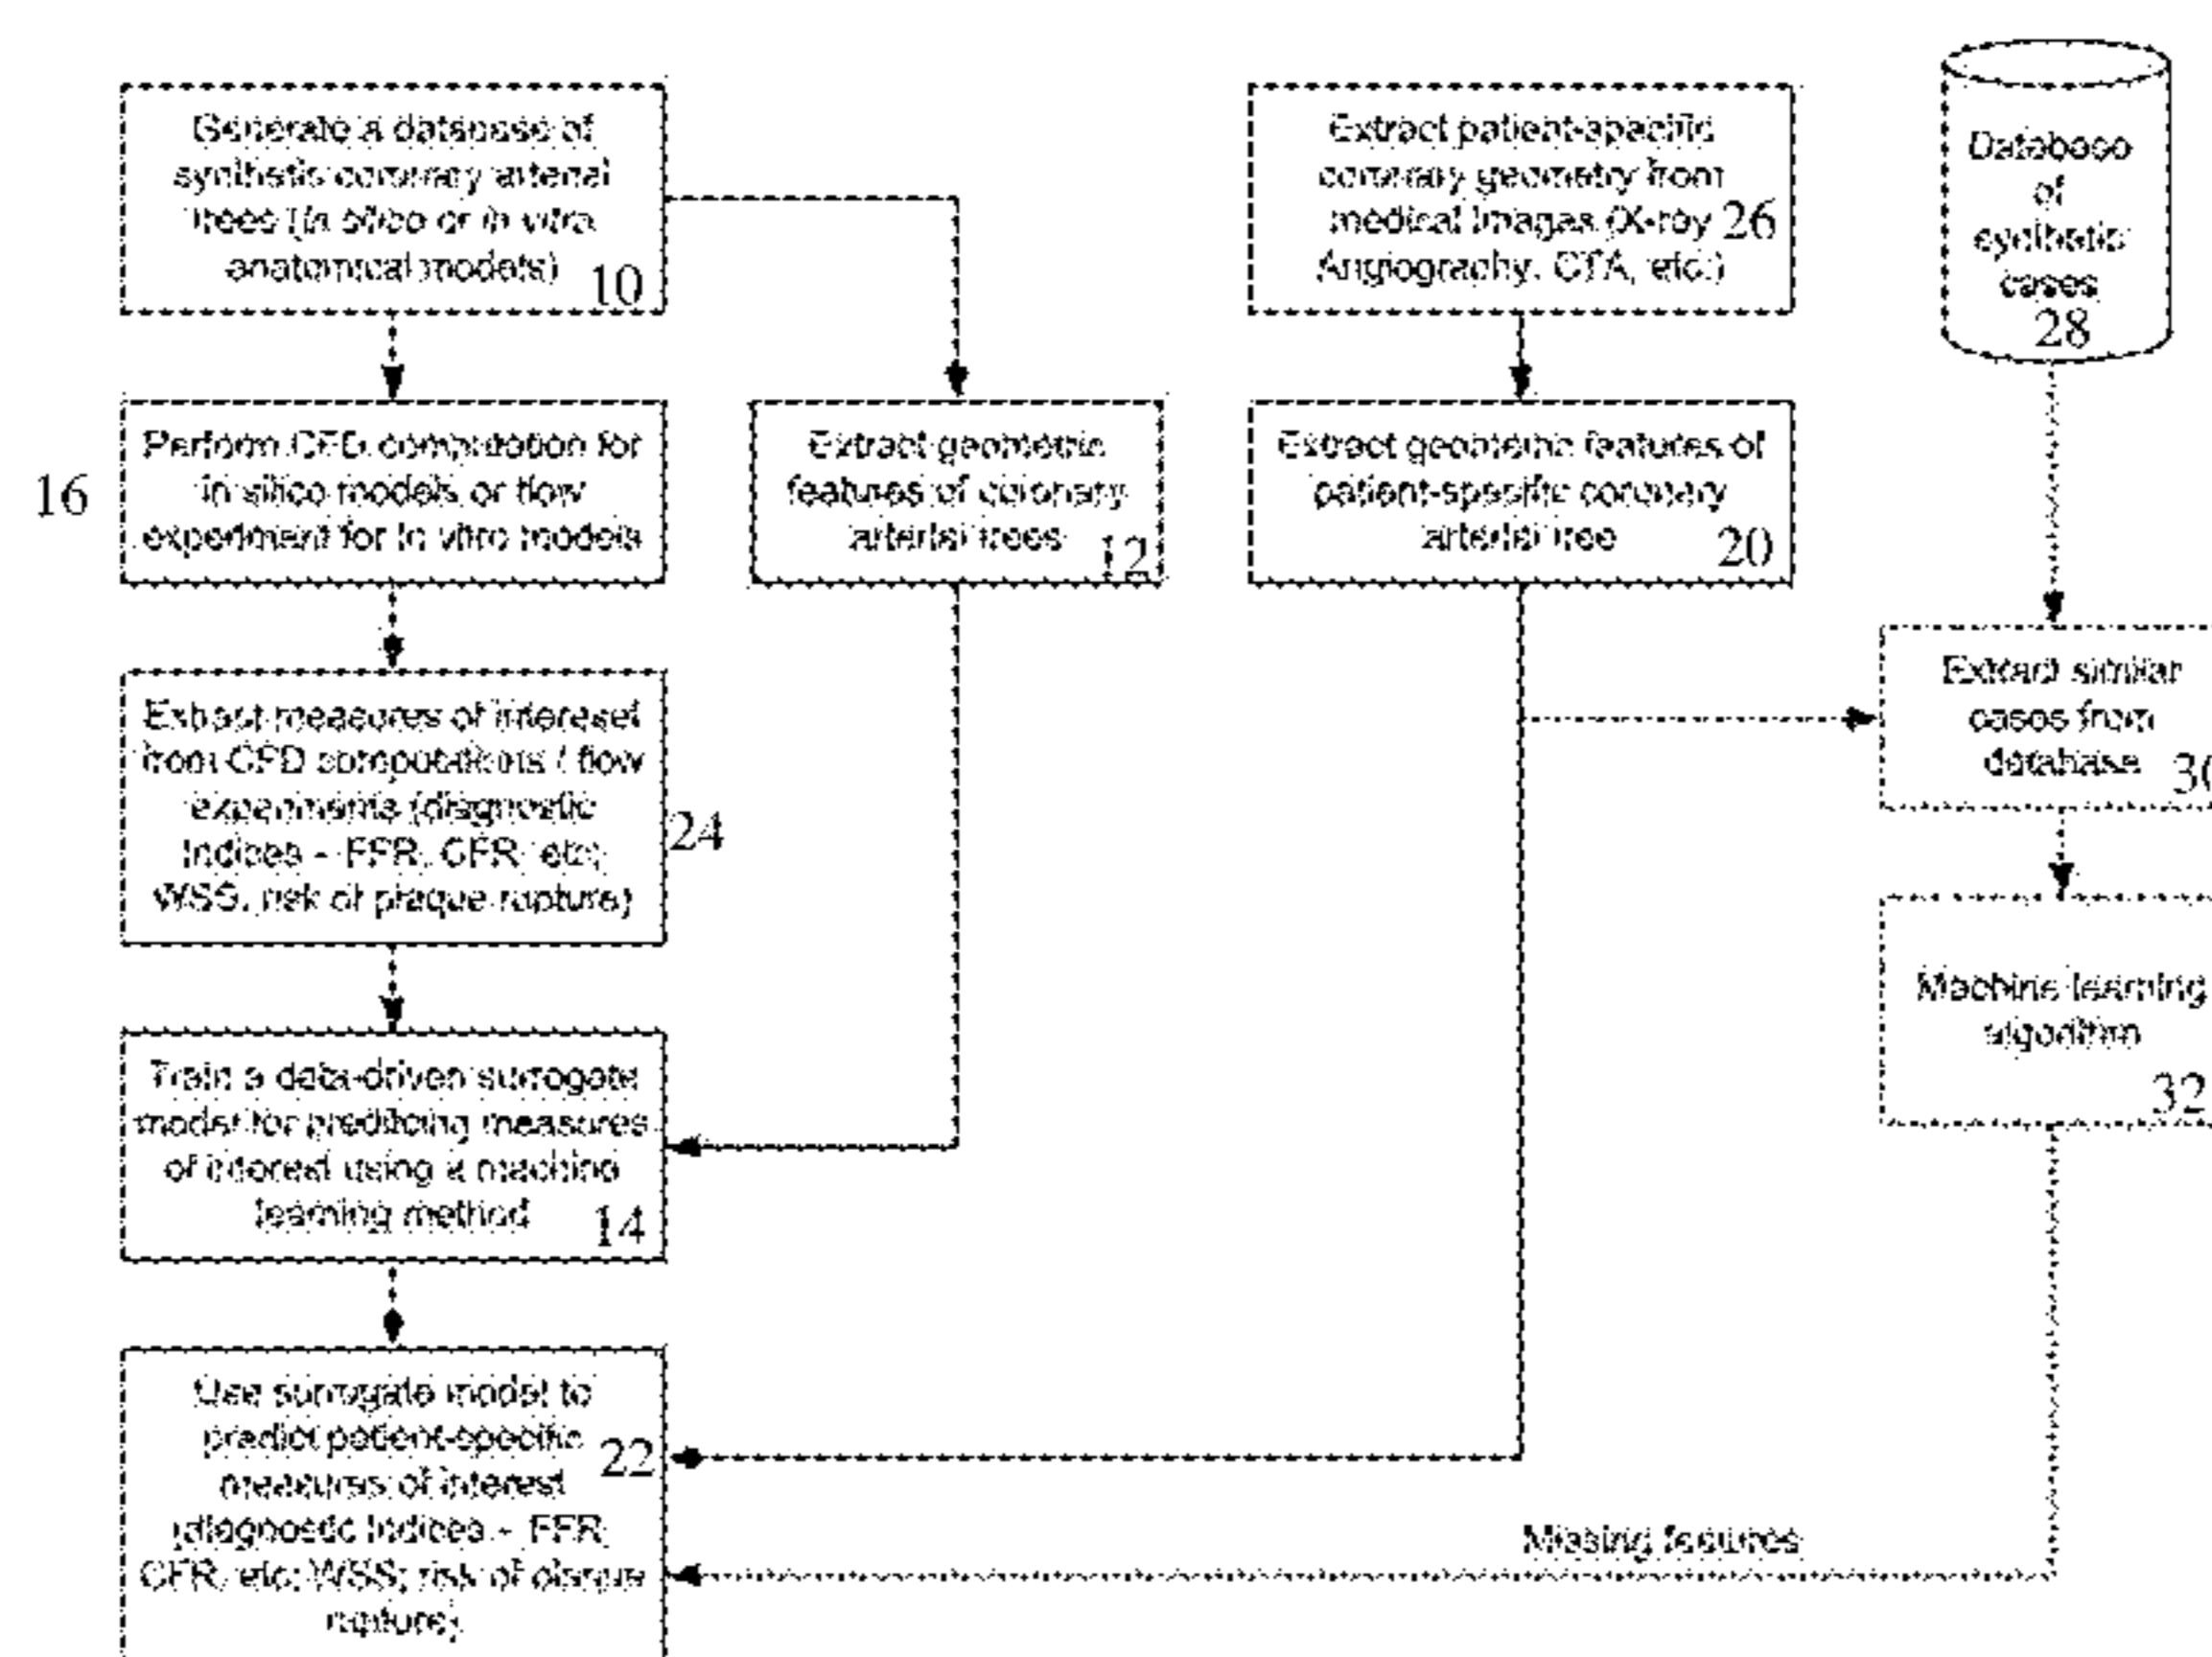 Generate a database of
synthetic coronary arterial
trees (in silico or in vitro
anatomical models)
10
Extract patient-specific
coronary geometry from
medical images (X-ray
26
Angiography, CTA, etc.)
Database
of
synthetic
cases
28
16
Perform CFD computation for
in silico models or flow
experiment for in vitro models
Extract geometric
features of coronary
arterial trees
12
Extract geometric features of
patient-specific coronary
arterial tree
20
Extract measures of intereset
from CFD computations / flow
experiments (diagnostic
indices - FFR, CFR, etc;
WSS, risk of plaque rupture)
24
Extract similar
cases from
database
30
Machine learning
algorithm
32
Train a data-driven surrogate
model for predicting measures
of interest using a machine
learning method
14
Use surrogate model to
predict patient-specific
22
measures of interest
(diagnostic indices - FFR,
CFR, etc; WSS; risk of plaque
rupture)
Missing features